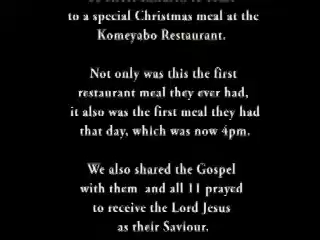 to a special Christmas meal at the
Komeyabo Restaurant.
Not only was this the first
restaurant meal they ever had,
it also was the first meal they had
that day, which was now 4pm.
We also shared the Gospel
with them and all 11 prayed
to receive the Lord Jesus
as their Saviour.